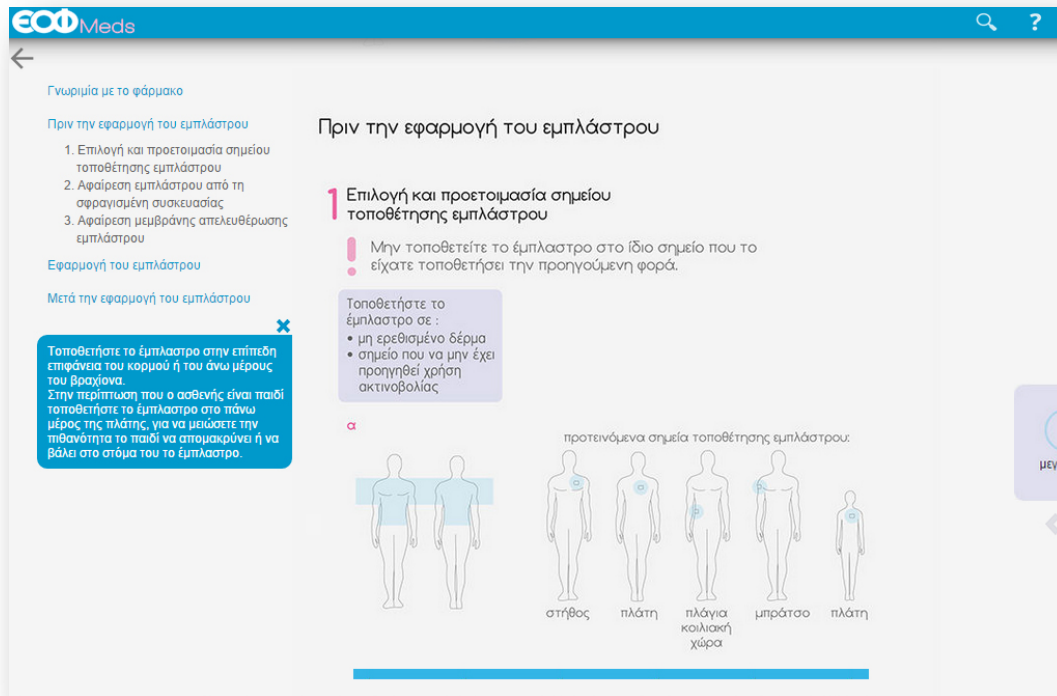 ΕΟΦMeds
?
Γνωριμία με το φάρμακο
Πριν την εφαρμογή του εμπλάστρου
1. Επιλογή και προετοιμασία σημείου
τοποθέτησης εμπλάστρου
2. Αφαίρεση εμπλάστρου από τη
σφραγισμένη συσκευασίας
3. Αφαίρεση μεμβράνης απελευθέρωσης
εμπλάστρου
Εφαρμογή του εμπλάστρου
Μετά την εφαρμογή του εμπλάστρου
Τοποθετήστε το έμπλαστρο στην επίπεδη
επιφάνεια του κορμού ή του άνω μέρους
του βραχίονα.
Στην περίπτωση που ο ασθενής είναι παιδί
τοποθετήστε το έμπλαστρο στο πάνω
μέρος της πλάτης, για να μειώσετε την
πιθανότητα το παιδί να απομακρύνει ή να
βάλει στο στόμα του το έμπλαστρο.
Πριν την εφαρμογή του εμπλάστρου
1 Επιλογή και προετοιμασία σημείου
τοποθέτησης εμπλάστρου
! Μην τοποθετείτε το έμπλαστρο στο ίδιο σημείο που το
είχατε τοποθετήσει την προηγούμενη φορά.
Τοποθετήστε το
έμπλαστρο σε :
• μη ερεθισμένο δέρμα
• σημείο που να μην έχει
προηγηθεί χρήση
ακτινοβολίας
α
προτεινόμενα σημεία τοποθέτησης εμπλάστρου:
στήθος πλάτη πλάγια μπράτσο πλάτη
κοιλιακή
χώρα